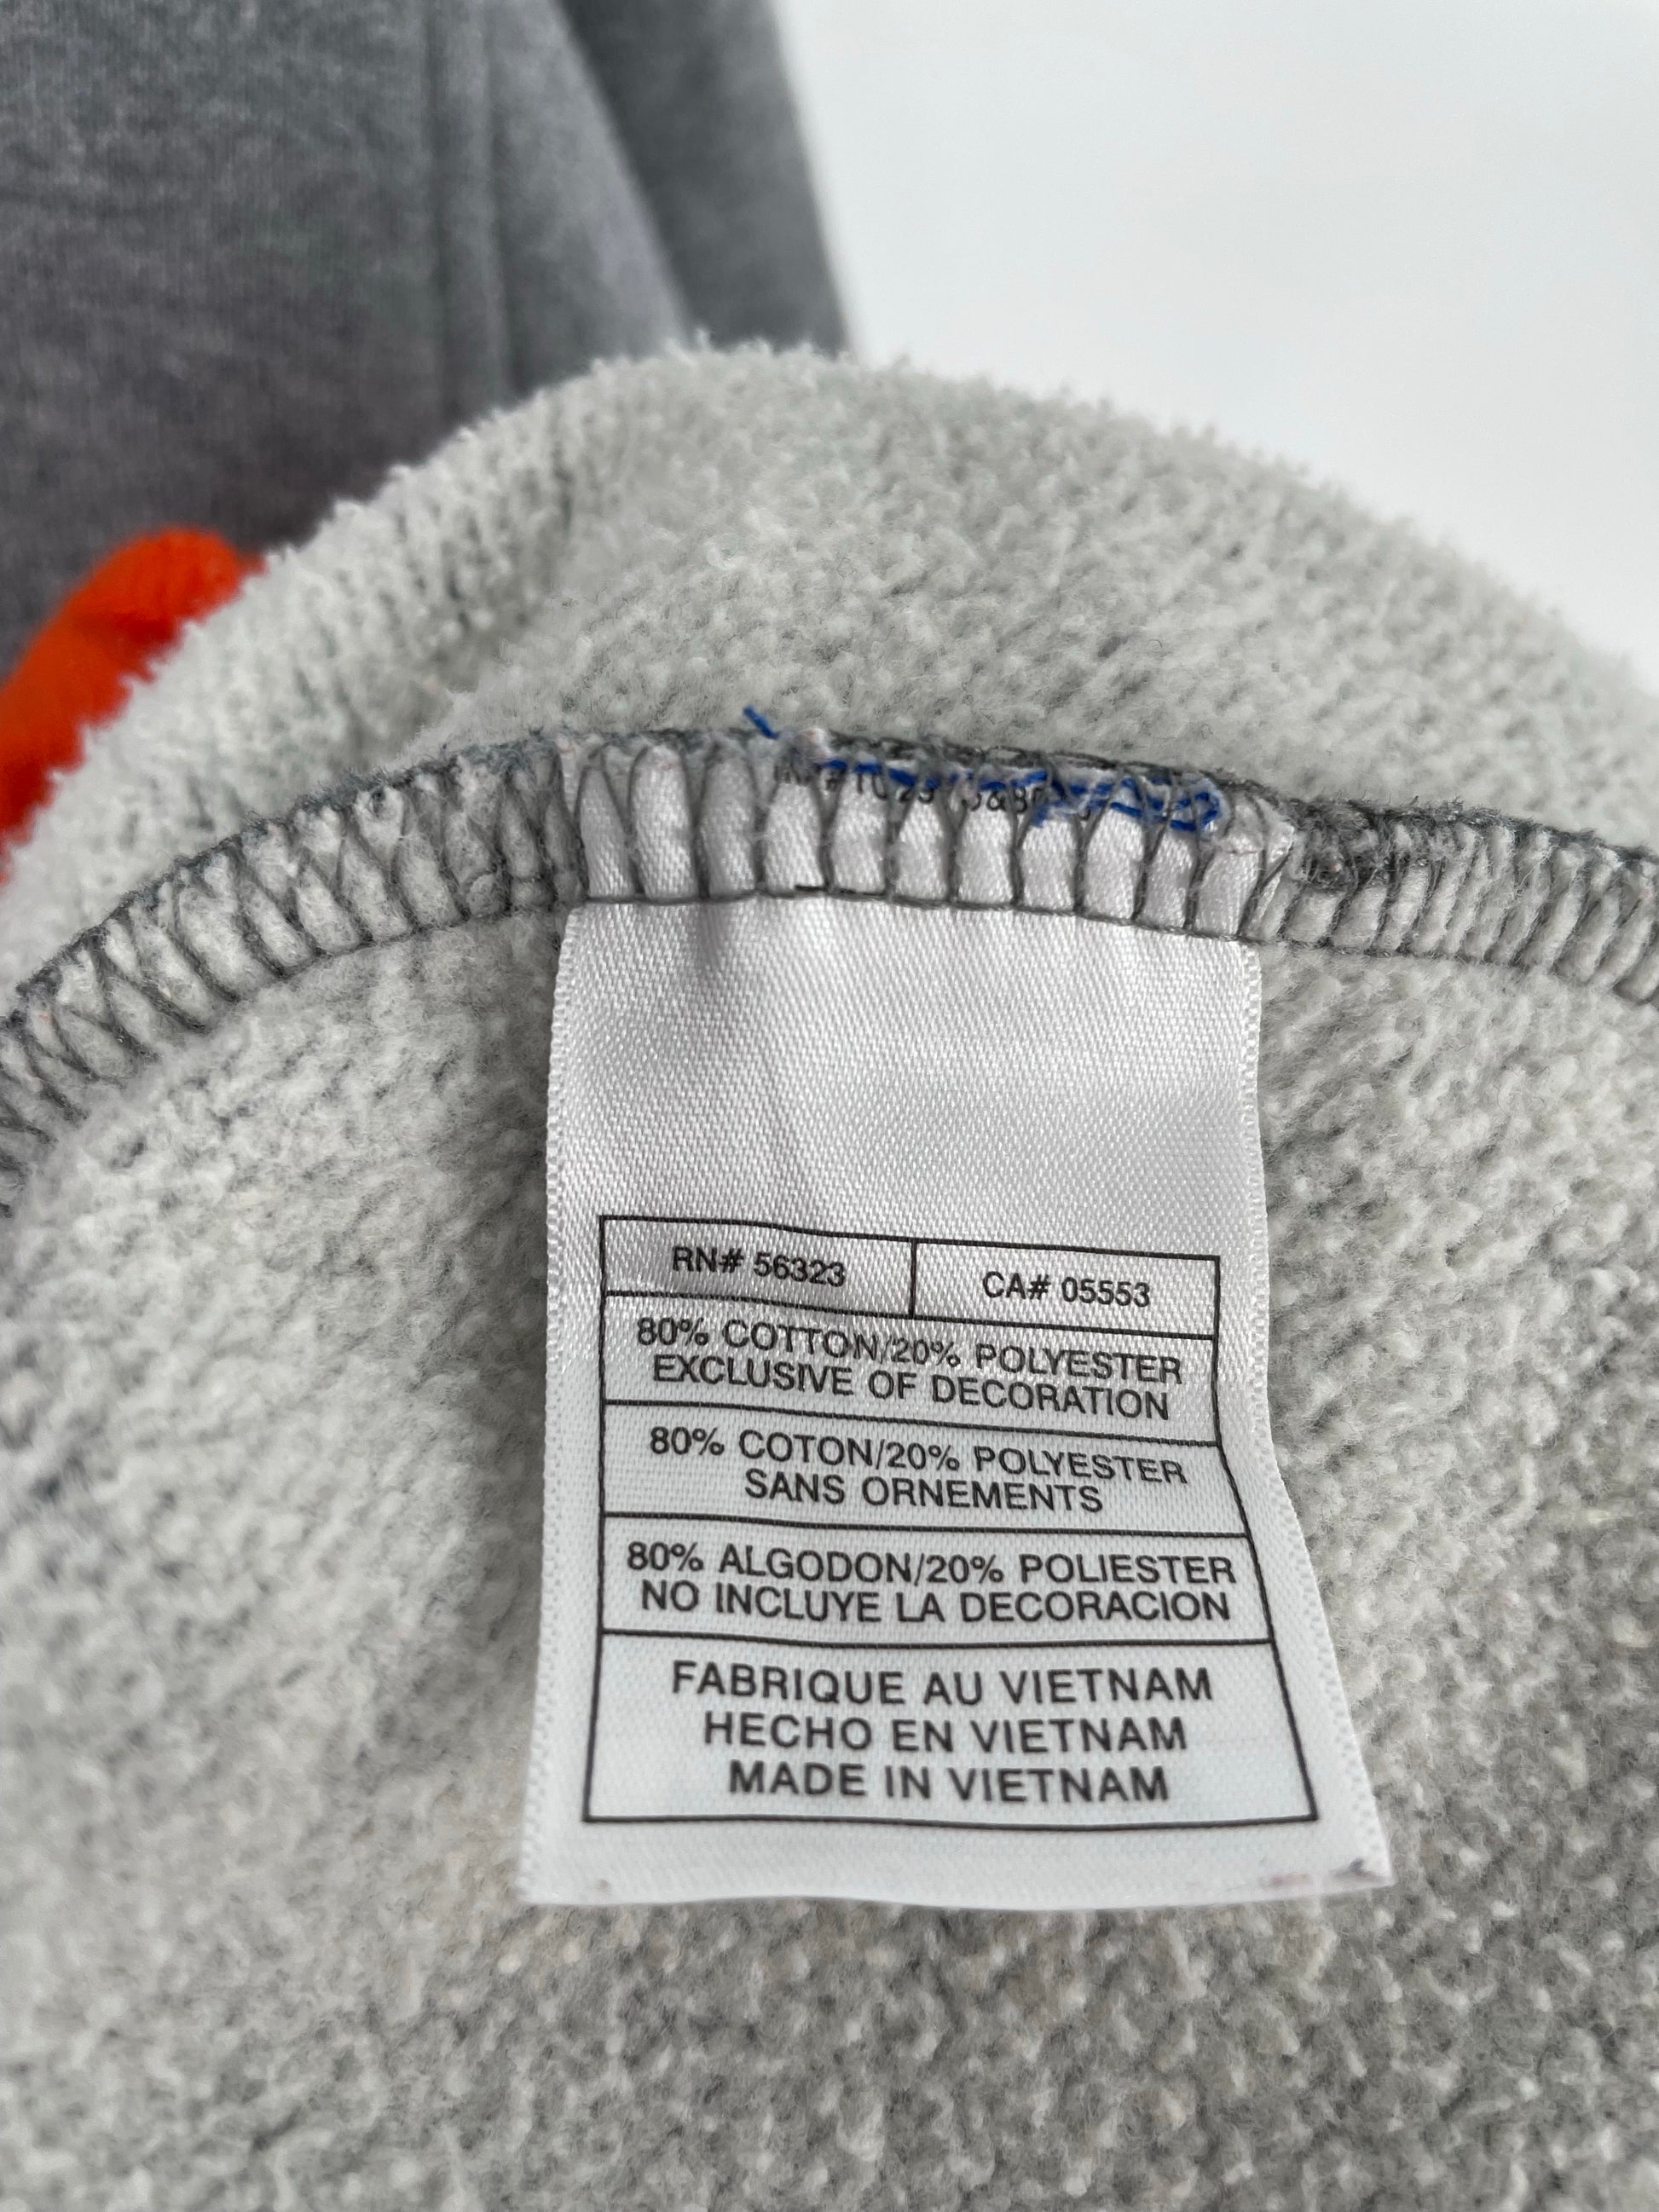 RN# 56323
CA# 05553
80% COTTON/20% POLYESTER
EXCLUSIVE OF DECORATION
80% COTON/20% POLYESTER
SANS ORNEMENTS
80% ALGODON/20% POLIESTER
NO INCLUYE LA DECORACION
FABRIQUE AU VIETNAM
HECHO EN VIETNAM
MADE IN VIETNAM